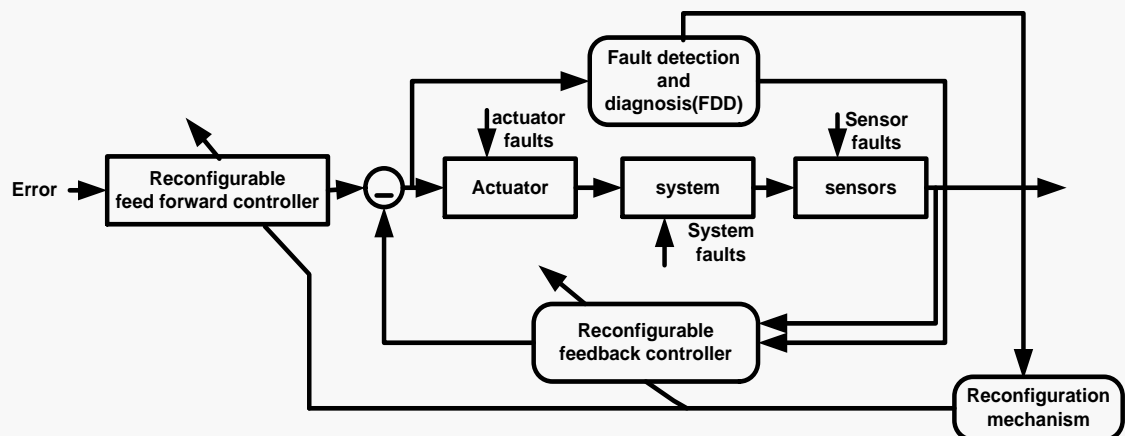 Fault detection
and
diagnosis(FDD)
actuator
faults
Sensor
faults
Error
Reconfigurable
feed forward controller
–
Actuator
system
sensors
System
faults
Reconfigurable
feedback controller
Reconfiguration
mechanism